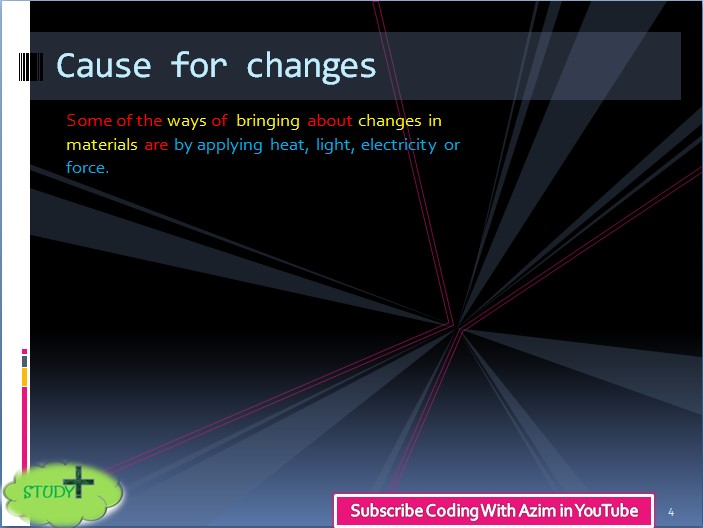 Cause for changes
Some of the ways of bringing about changes in
materials are by applying heat, light, electricity or
force.
STUDY+
Subscribe Coding With Azim in YouTube
4